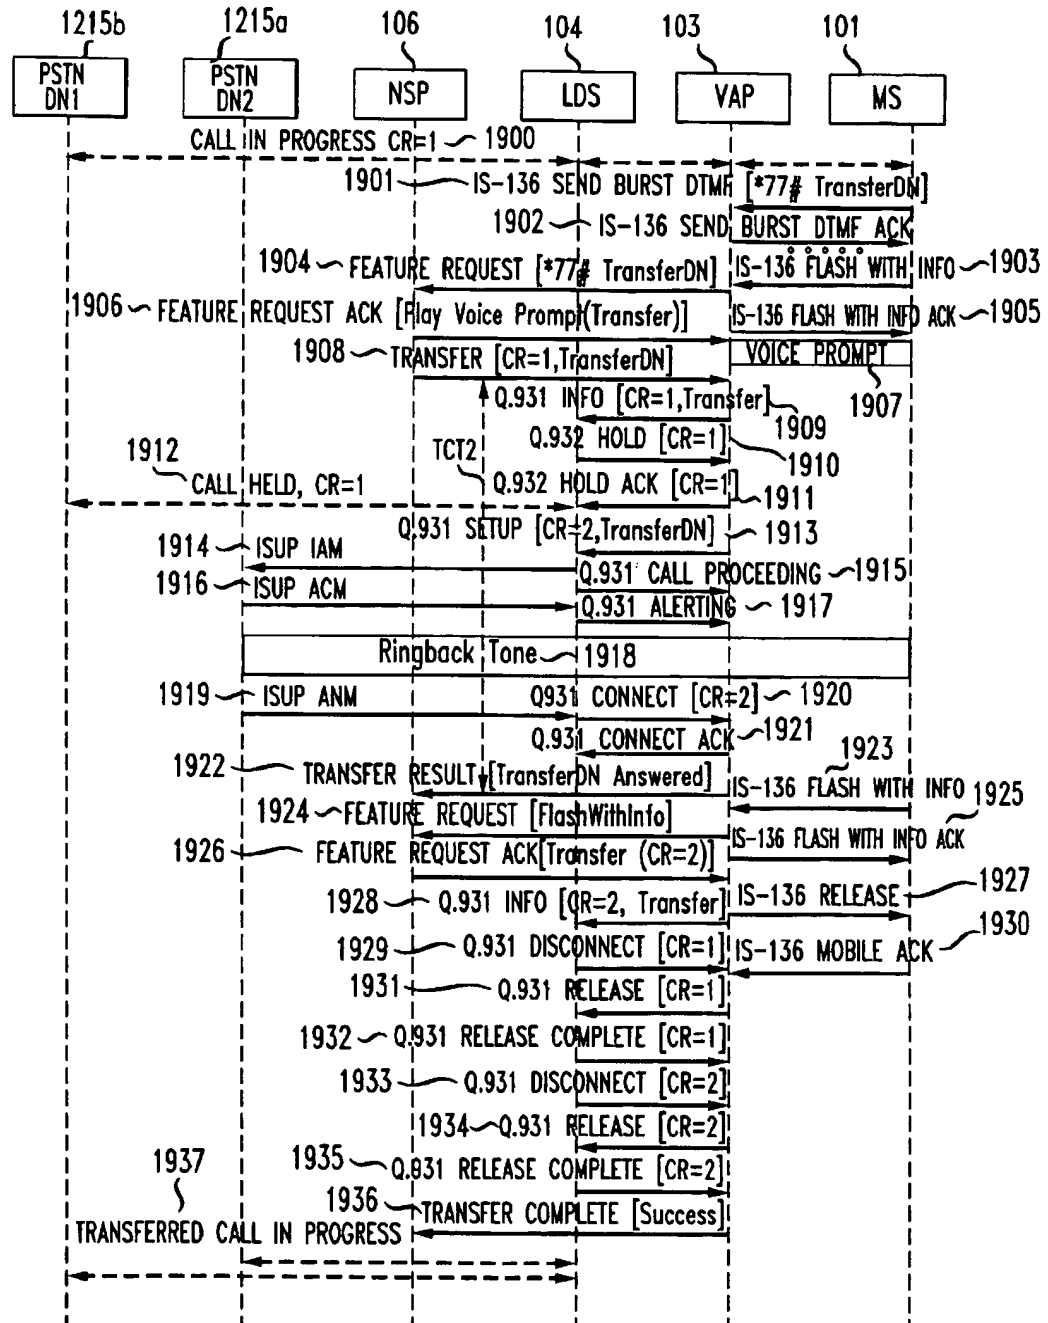 1215b 1215a 106 104 103 101
PSTN DN1 PSTN DN2 NSP LDS VAP MS
CALL IN PROGRESS CR=1 1900
1901 IS-136 SEND BURST DTMF [*77# TransterDN]
1902 IS-136 SEND BURST DTMF ACK
1904 FEATURE REQUEST [*77# TransferDN] IS-136 FLASH WITH INFO 1903
1906 FEATURE REQUEST ACK [Play Voice Prompt(Transfer)] IS-136 FLASH WITH INFO ACK 1905
1908 TRANSFER [CR=1,TransferDN] VOICE PROMPT
1907
Q.931 INFO [CR=1,Transfer] 1909
TCT2
Q.932 HOLD [CR=1] 1910
1912 CALL HELD, CR=1
Q.932 HOLD ACK [CR=1] 1911
Q.931 SETUP [CR=2,TransferDN] 1913
1914 ISUP IAM
Q.931 CALL PROCEEDING 1915
1916 ISUP ACM
Q.931 ALERTING 1917
Ringback Tone 1918
1919 ISUP ANM Q931 CONNECT [CR=2] 1920
Q.931 CONNECT ACK 1921
1922 TRANSFER RESULT [TransferDN Answered] IS-136 FLASH WITH INFO 1923
1924 FEATURE REQUEST [FlashWithInfo] IS-136 FLASH WITH INFO ACK 1925
1926 FEATURE REQUEST ACK[Transfer (CR=2)]
1928 Q.931 INFO [CR=2, Transfer] IS-136 RELEASE 1927
1929 Q.931 DISCONNECT [CR=1] IS-136 MOBILE ACK 1930
1931 Q.931 RELEASE [CR=1]
1932 Q.931 RELEASE COMPLETE [CR=1]
1933 Q.931 DISCONNECT [CR=2]
1934 Q.931 RELEASE [CR=2]
1935 Q.931 RELEASE COMPLETE [CR=2]
1936 TRANSFER COMPLETE [Success]
1937 TRANSFERRED CALL IN PROGRESS